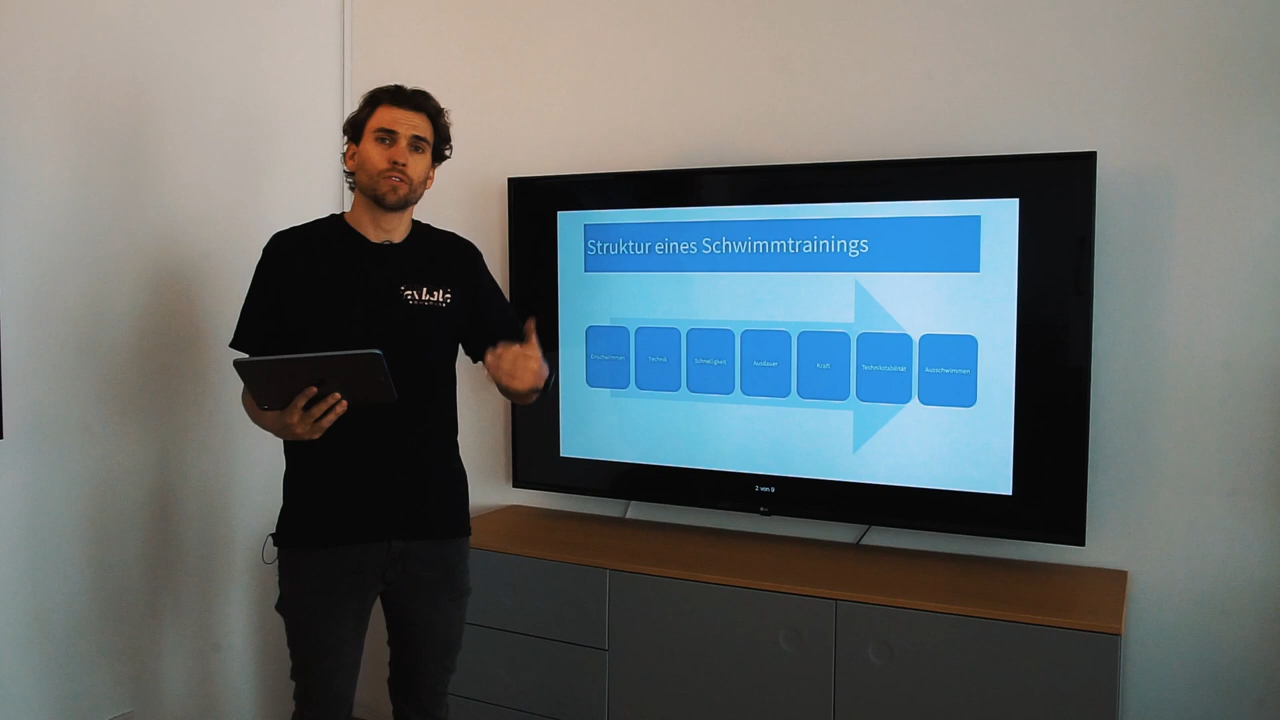 Struktur eines Schwimmtrainings
Einschwimmen
Technik
Schnelligkeit
Ausdauer
Kraft
Technikstabilität
Ausschwimmen
2 von 9